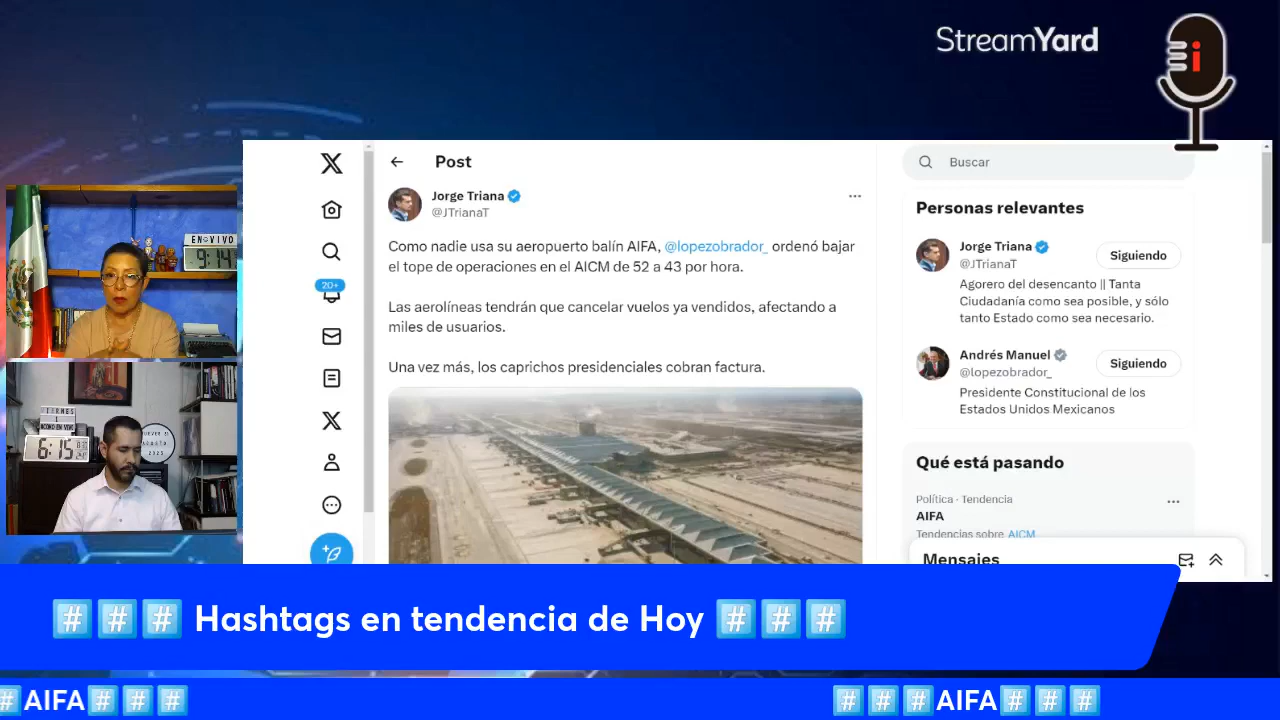 StreamYard
i
EN VIVO
9:14
6:15
X
20+
Post
Jorge Triana
@JTrianaT
Como nadie usa su aeropuerto balín AIFA, @lopezobrador_ ordenó bajar
el tope de operaciones en el AICM de 52 a 43 por hora.
Las aerolíneas tendrán que cancelar vuelos ya vendidos, afectando a
miles de usuarios.
Una vez más, los caprichos presidenciales cobran factura.
Buscar
Personas relevantes
Jorge Triana
@JTrianaT
Siguiendo
Agorero del desencanto || Tanta
Ciudadanía como sea posible, y sólo
tanto Estado como sea necesario.
Andrés Manuel
@lopezobrador_
Siguiendo
Presidente Constitucional de los
Estados Unidos Mexicanos
Qué está pasando
Política · Tendencia
AIFA
Tendencias sobre AICM
Mensajes
### Hashtags en tendencia de Hoy ###
#AIFA### ###AIFA###